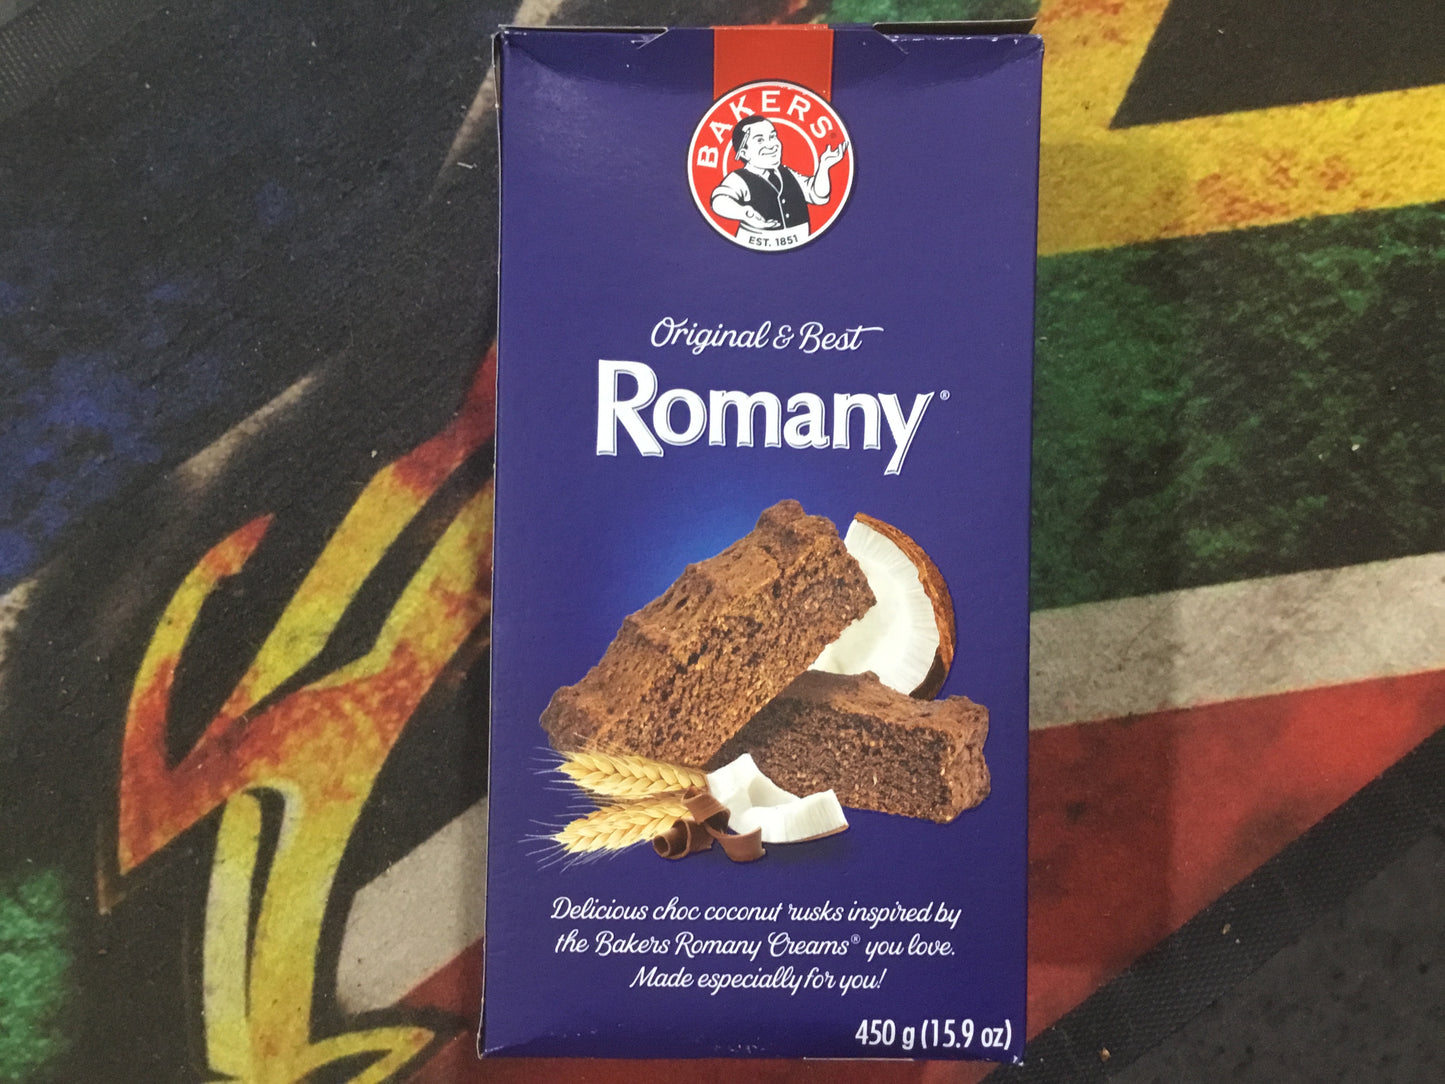 BAKERS®
EST. 1851
Original & Best
Romany®
Delicious choc coconut rusks inspired by
the Bakers Romany Creams® you love.
Made especially for you!
450 g (15.9 oz)